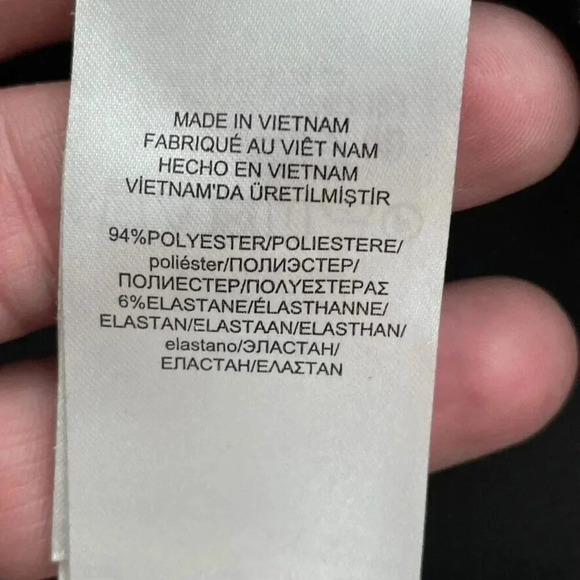 MADE IN VIETNAM
FABRIQUÉ AU VIÊT NAM
HECHO EN VIETNAM
VİETNAM'DA ÜRETİLMİŞTİR
94%POLYESTER/POLIESTERE/
poliéster/ПОЛИЭСТЕР/
ПОЛИЕСТЕР/ΠΟΛΥΕΣΤΕΡΑΣ
6%ELASTANE/ÉLASTHANNE/
ELASTAN/ELASTAAN/ELASTHAN/
elastano/ЭЛАСТАН/
ЕЛАСТАН/ΕΛΑΣΤΑΝ